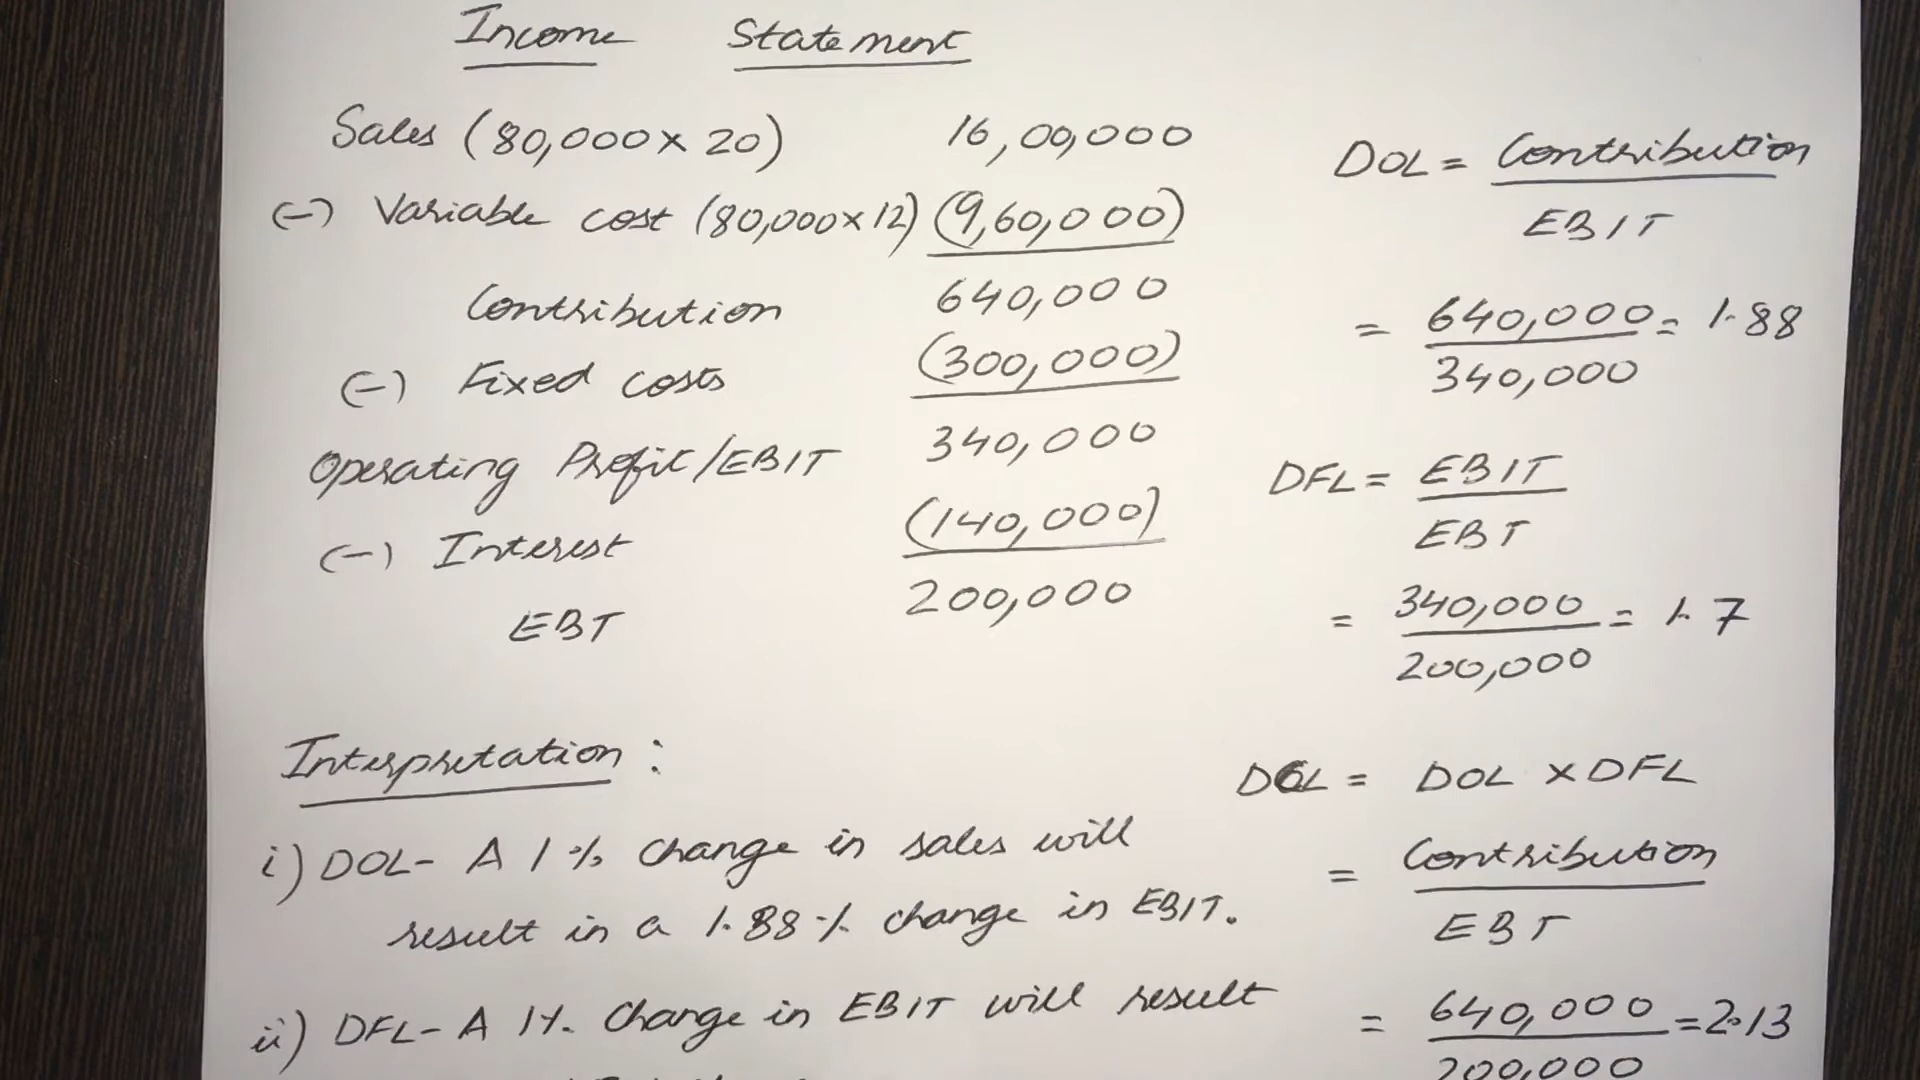 Income Statement
Sales (80,000 x 20) 16,00,000
(-) Variable cost (80,000 x 12) (9,60,000)
Contribution 640,000
(-) Fixed costs (300,000)
Operating Profit/EBIT 340,000
(-) Interest (140,000)
EBT 200,000
DOL = Contribution
EBIT
= 640,000 = 1.88
340,000
DFL = EBIT
EBT
= 340,000 = 1.7
200,000
Interpretation :
i) DOL- A 1% change in sales will
result in a 1.88% change in EBIT.
ii) DFL- A 1%. Change in EBIT will result
DCL = DOL x DFL
= Contribution
EBT
= 640,000 = 2.13
200,000